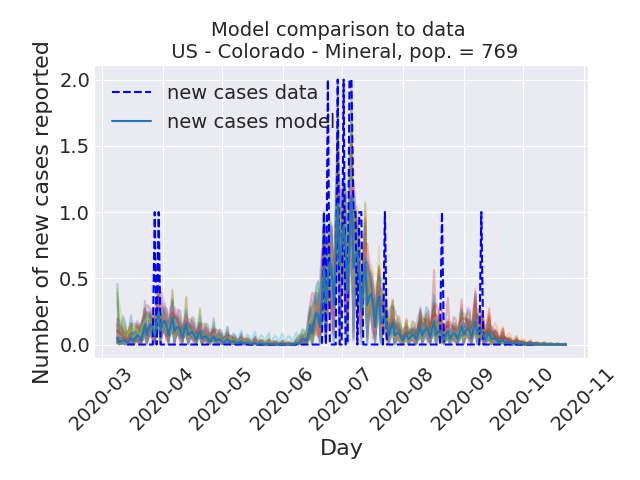 Model comparison to data
US - Colorado - Mineral, pop. = 769
Number of new cases reported
2.0
1.5
1.0
0.5
0.0
new cases data
new cases model
2020-03
2020-04
2020-05
2020-06
2020-07
2020-08
2020-09
2020-10
2020-11
Day